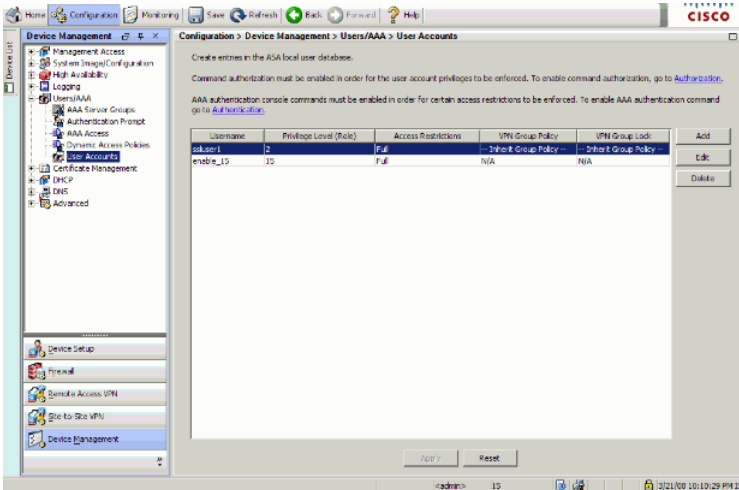 Home Configuration Monitoring Save Refresh Back Forward Help
CISCO
Device List
Device Management
Management Access
System Image/Configuration
High Availability
Logging
Users/AAA
AAA Server Groups
Authentication Prompt
AAA Access
Dynamic Access Policies
User Accounts
Certificate Management
DHCP
DNS
Advanced
Device Setup
Firewall
Remote Access VPN
Site-to-Site VPN
Device Management
Configuration > Device Management > Users/AAA > User Accounts
Create entries in the ASA local user database.
Command authorization must be enabled in order for the user account privileges to be enforced. To enable command authorization, go to Authorization.
AAA authentication console commands must be enabled in order for certain access restrictions to be enforced. To enable AAA authentication command
go to Authentication.
Username Privilege Level (Role) Access Restrictions VPN Group Policy VPN Group Lock
ssluser1 2 Full -- Inherit Group Policy -- -- Inherit Group Policy --
enable_15 15 Full N/A N/A
Add
Edit
Delete
Apply Reset
<admin> 15 3/21/08 10:10:29 PM